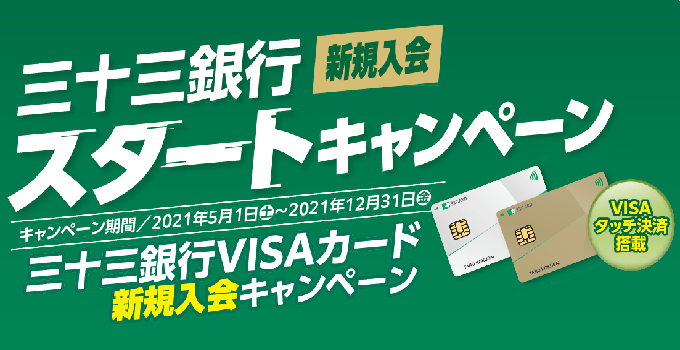 三十三銀行 新規入会
スタートキャンペーン
キャンペーン期間／2021年5月1日㊏〜2021年12月31日㊎
三十三銀行VISAカード
新規入会キャンペーン
VISA
タッチ決済
搭載